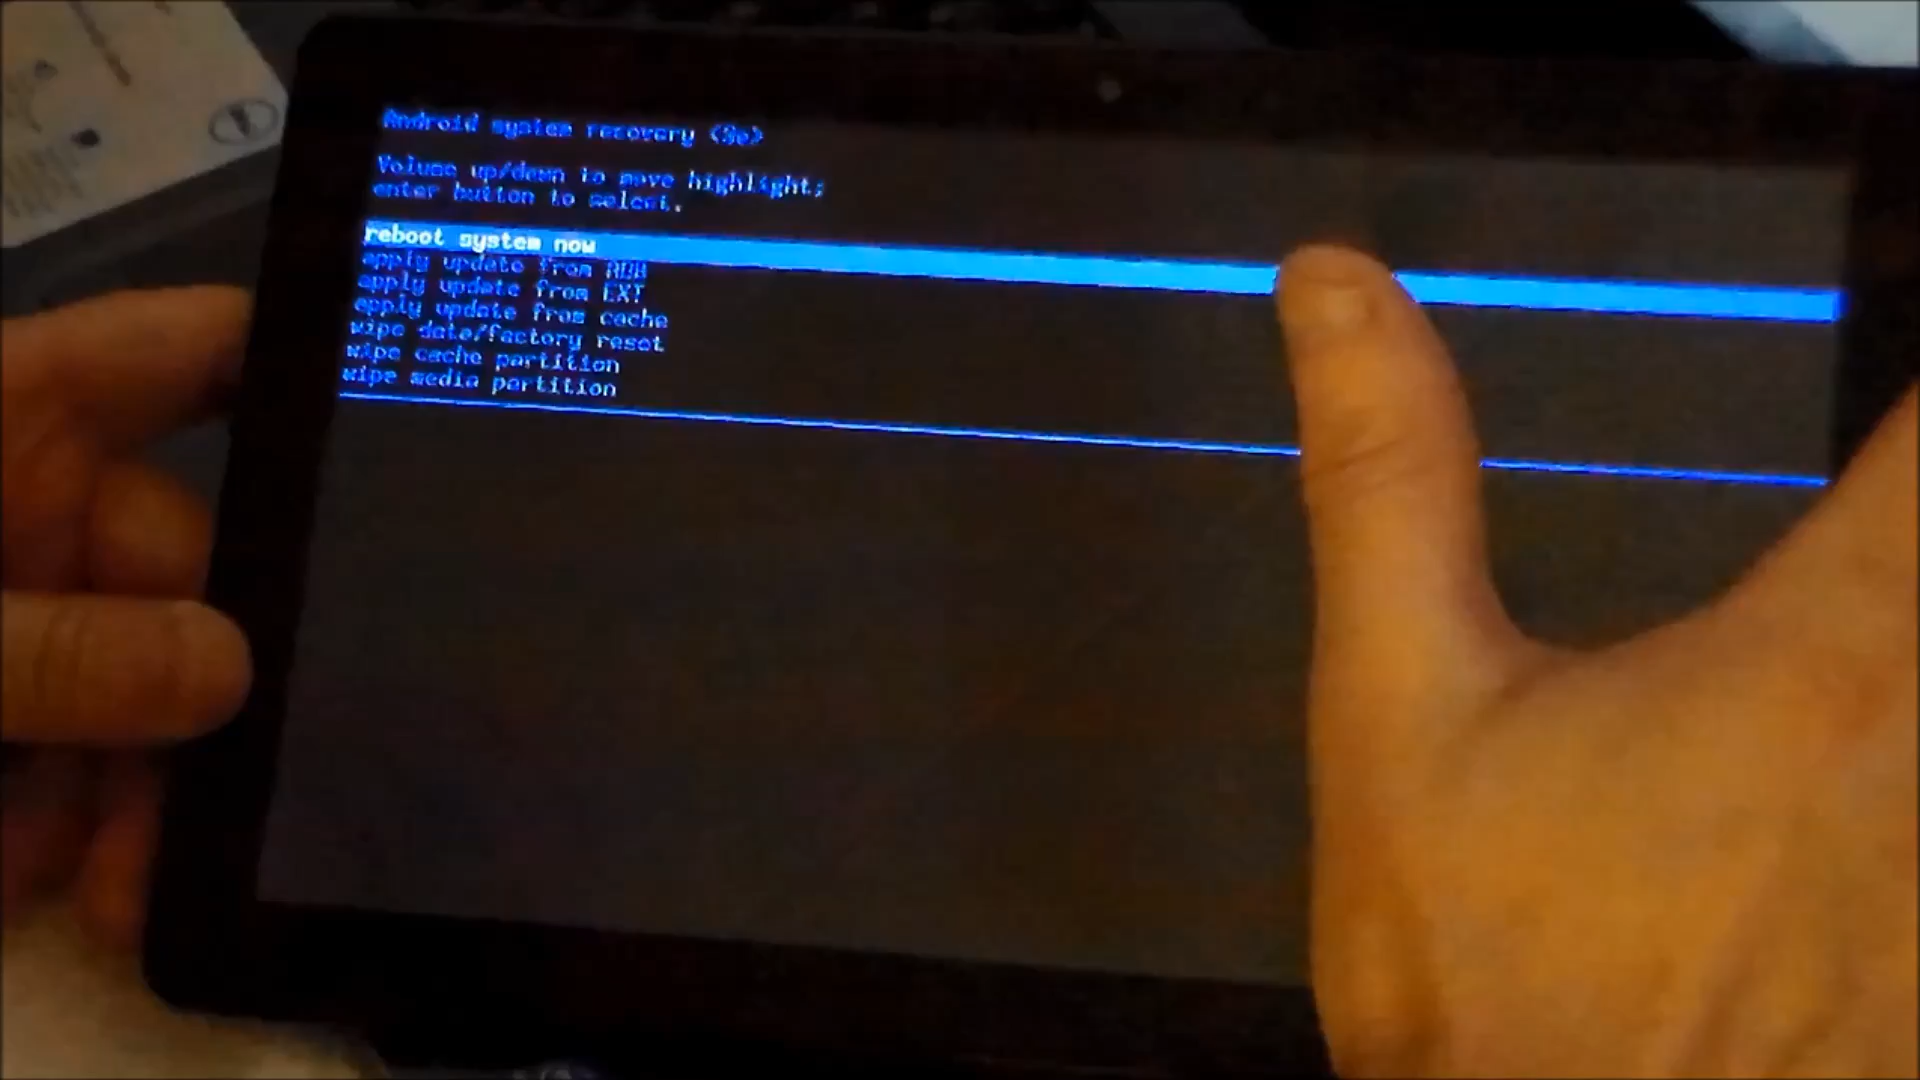 Android system recovery <3e>
Volume up/down to move highlight;
enter button to select.
reboot system now
apply update from ADB
apply update from EXT
apply update from cache
wipe data/factory reset
wipe cache partition
wipe media partition